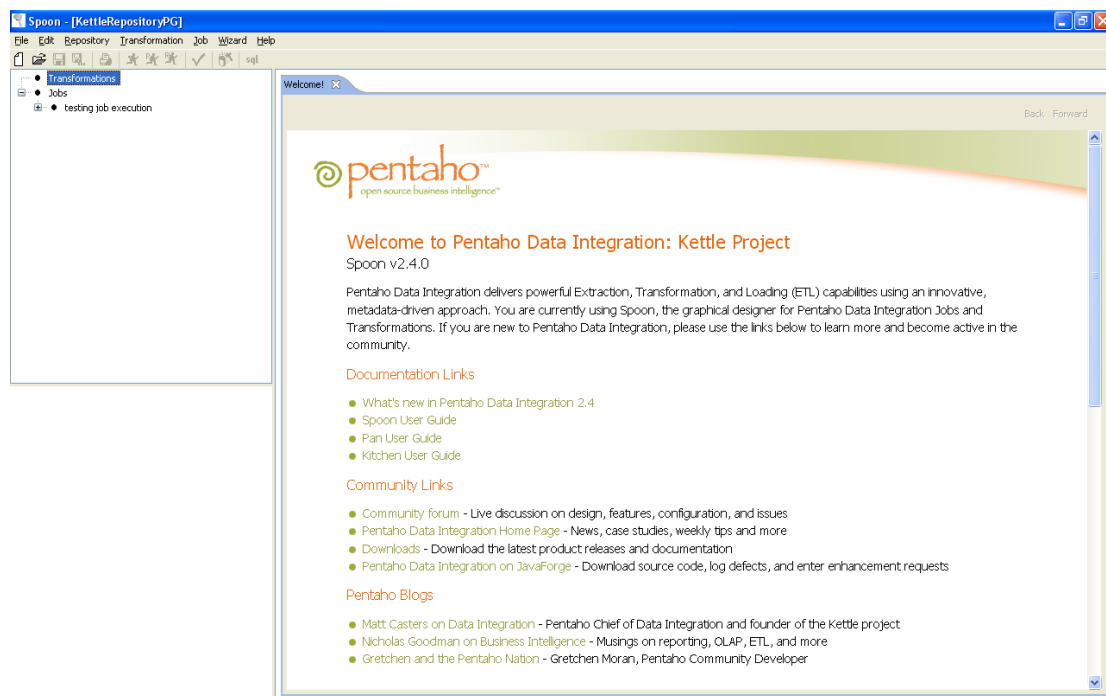 Spoon - [KettleRepositoryPG]
File Edit Repository Transformation Job Wizard Help
sql
Transformations
Jobs
testing job execution
Welcome!
Back Forward
pentaho™
open source business intelligence™
Welcome to Pentaho Data Integration: Kettle Project
Spoon v2.4.0
Pentaho Data Integration delivers powerful Extraction, Transformation, and Loading (ETL) capabilities using an innovative,
metadata-driven approach. You are currently using Spoon, the graphical designer for Pentaho Data Integration Jobs and
Transformations. If you are new to Pentaho Data Integration, please use the links below to learn more and become active in the
community.
Documentation Links
What's new in Pentaho Data Integration 2.4
Spoon User Guide
Pan User Guide
Kitchen User Guide
Community Links
Community forum - Live discussion on design, features, configuration, and issues
Pentaho Data Integration Home Page - News, case studies, weekly tips and more
Downloads - Download the latest product releases and documentation
Pentaho Data Integration on JavaForge - Download source code, log defects, and enter enhancement requests
Pentaho Blogs
Matt Casters on Data Integration - Pentaho Chief of Data Integration and founder of the Kettle project
Nicholas Goodman on Business Intelligence - Musings on reporting, OLAP, ETL, and more
Gretchen and the Pentaho Nation - Gretchen Moran, Pentaho Community Developer